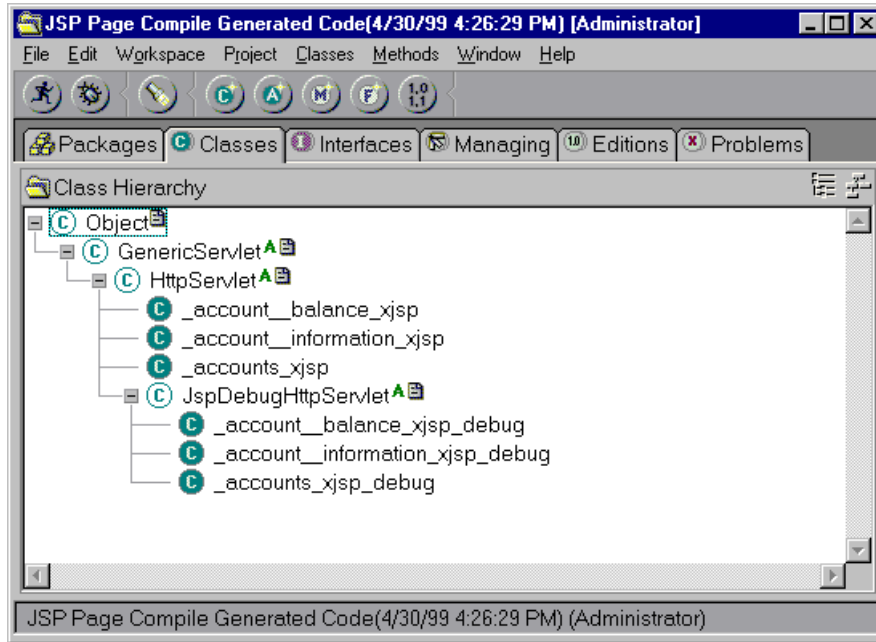 JSP Page Compile Generated Code(4/30/99 4:26:29 PM) [Administrator]
File Edit Workspace Project Classes Methods Window Help
C A M F 1.0 1.1
Packages C Classes Interfaces Managing 1.0 Editions X Problems
Class Hierarchy
C Object
C GenericServlet A
C HttpServlet A
C _account__balance_xjsp
C _account__information_xjsp
C _accounts_xjsp
C JspDebugHttpServlet A
C _account__balance_xjsp_debug
C _account__information_xjsp_debug
C _accounts_xjsp_debug
JSP Page Compile Generated Code(4/30/99 4:26:29 PM) (Administrator)